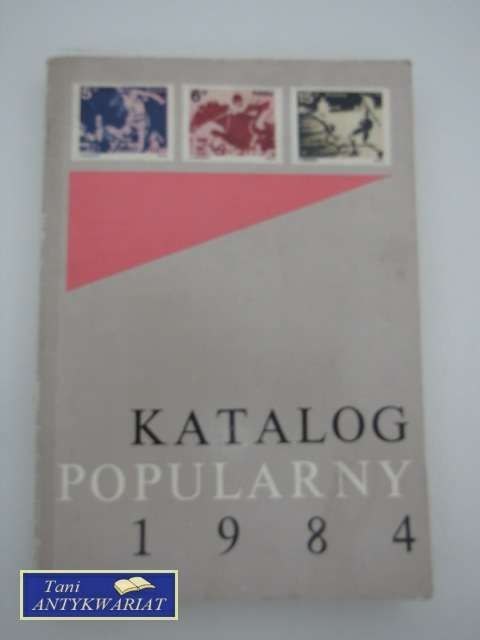 KATALOG
POPULARNY
1984
Tani
ANTYKWARIAT